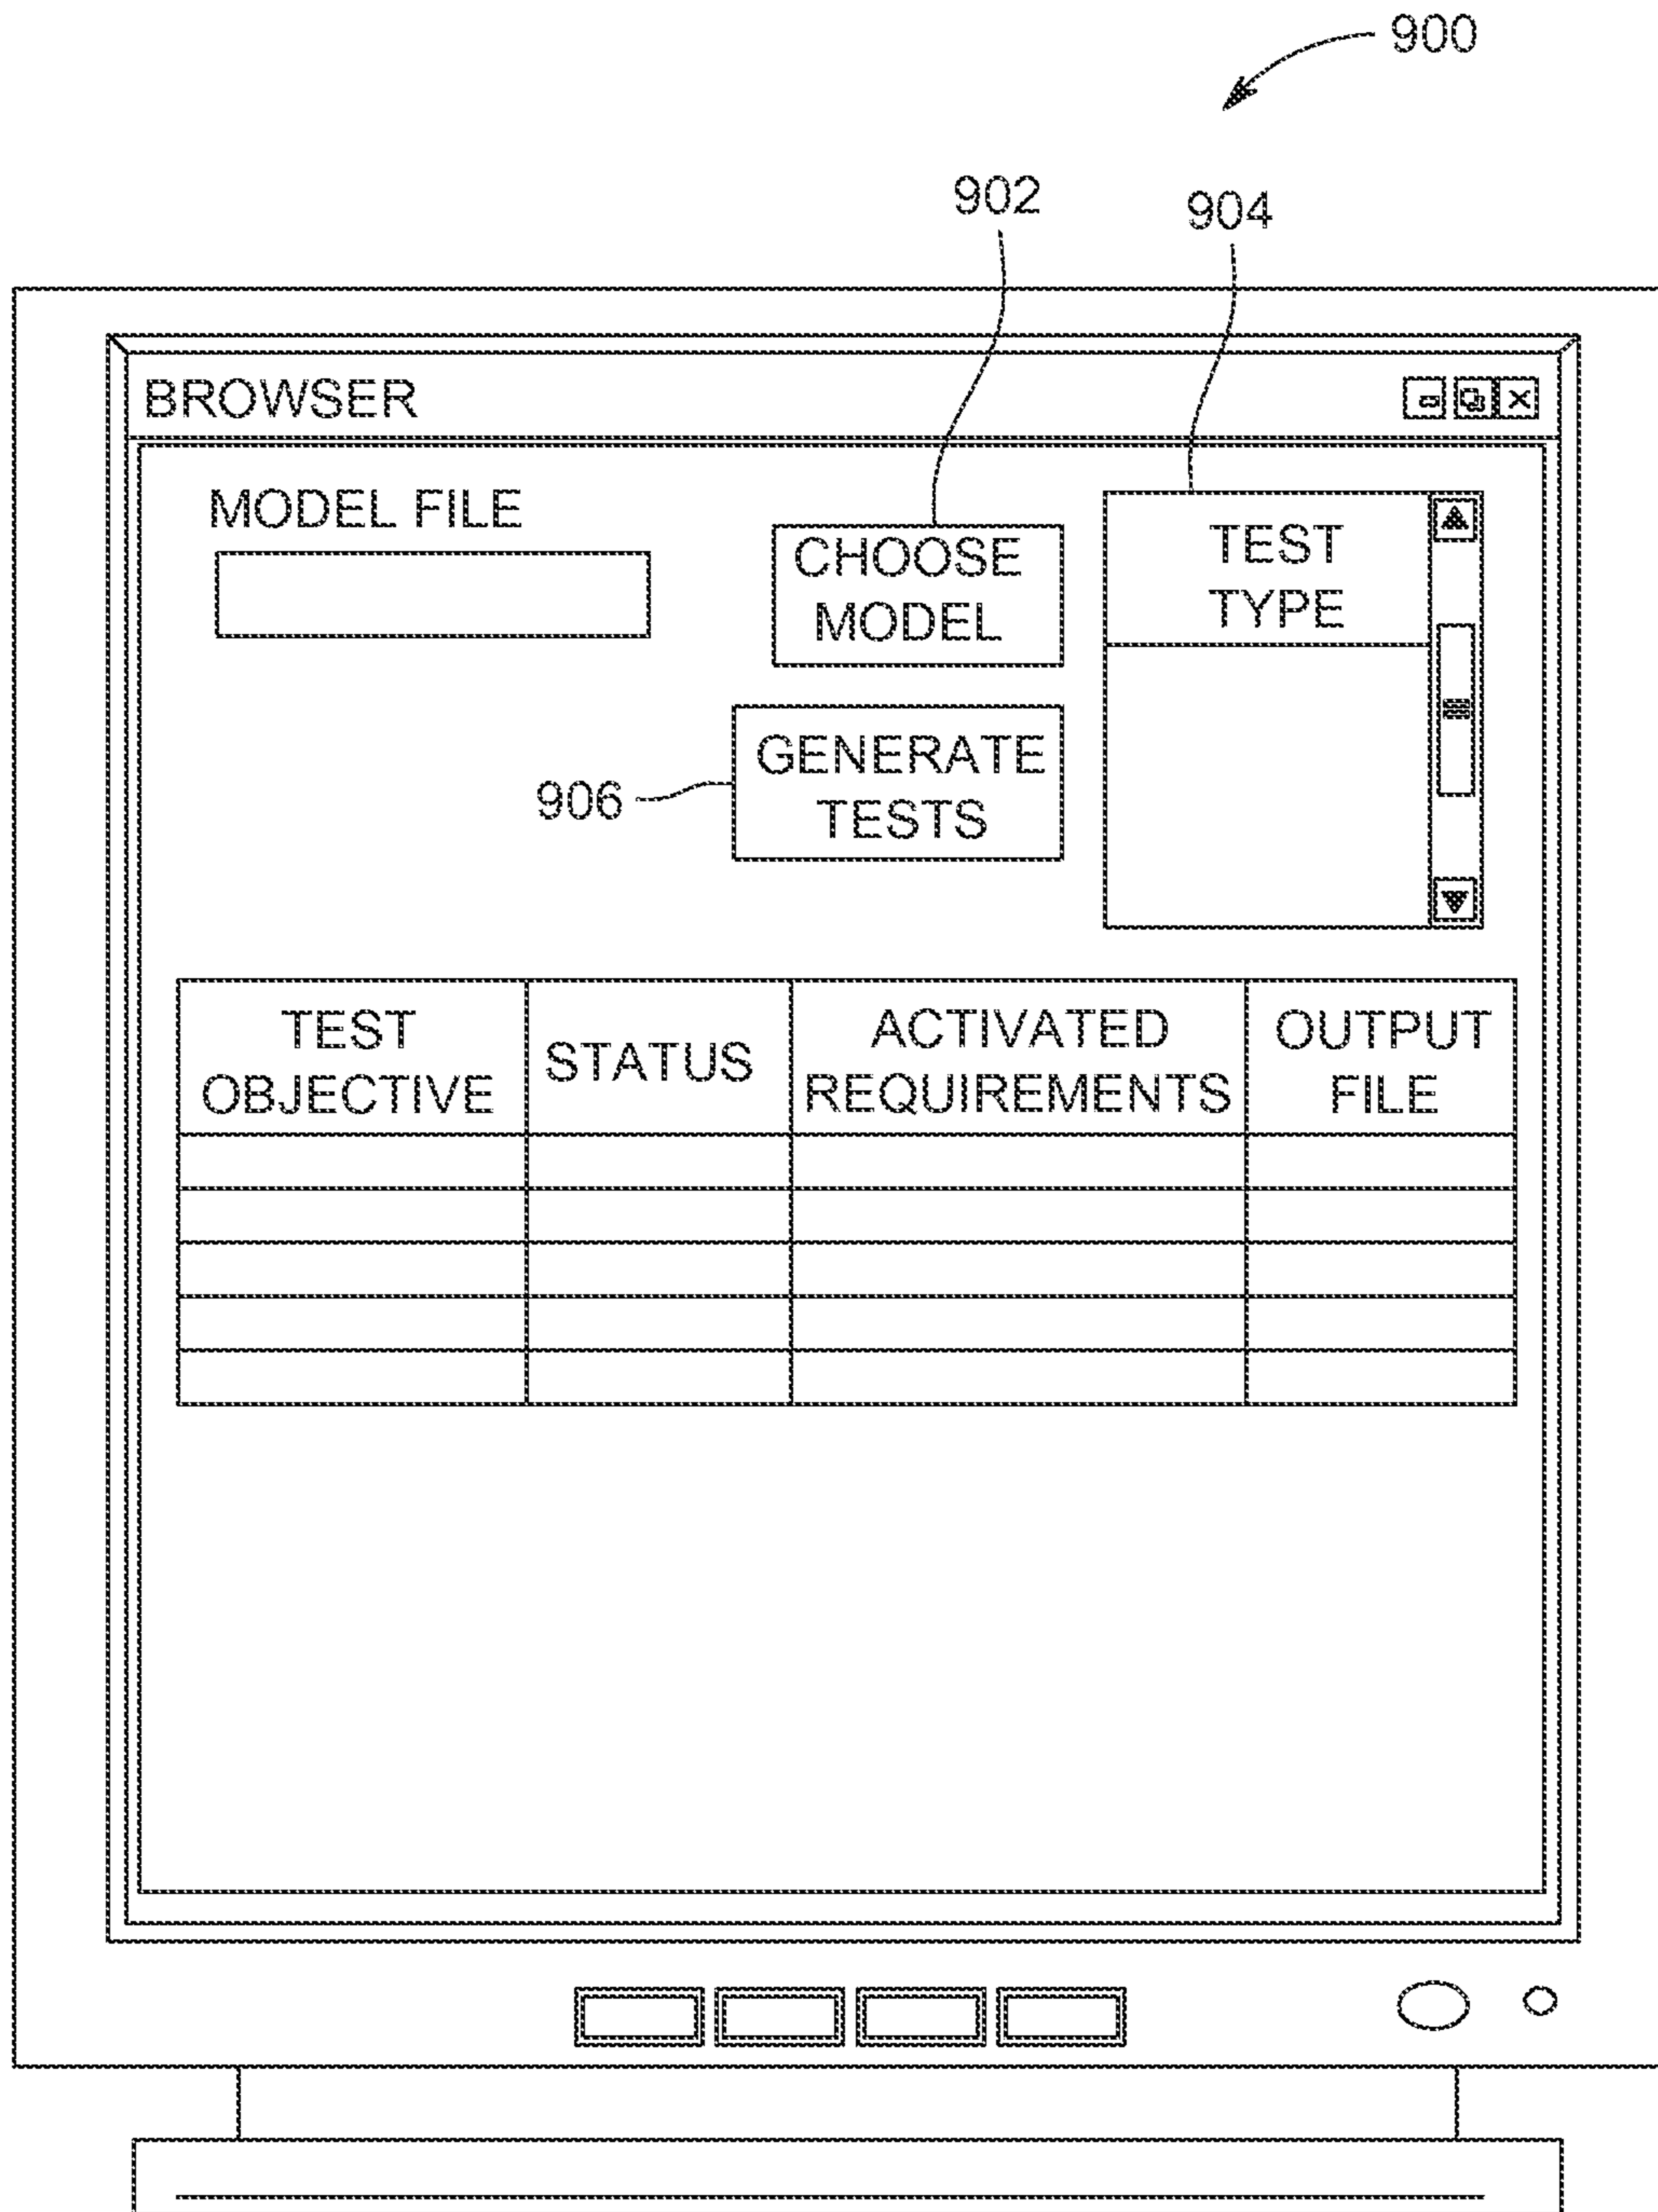 900
902
904
BROWSER
MODEL FILE
CHOOSE
MODEL
TEST
TYPE
906
GENERATE
TESTS
TEST
OBJECTIVE
STATUS
ACTIVATED
REQUIREMENTS
OUTPUT
FILE